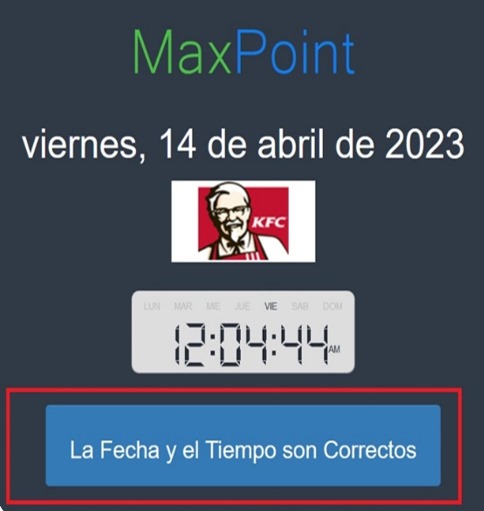 MaxPoint
viernes, 14 de abril de 2023
KFC
LUN MAR MIE JUE VIE SAB DOM
12:04:44 AM
La Fecha y el Tiempo son Correctos